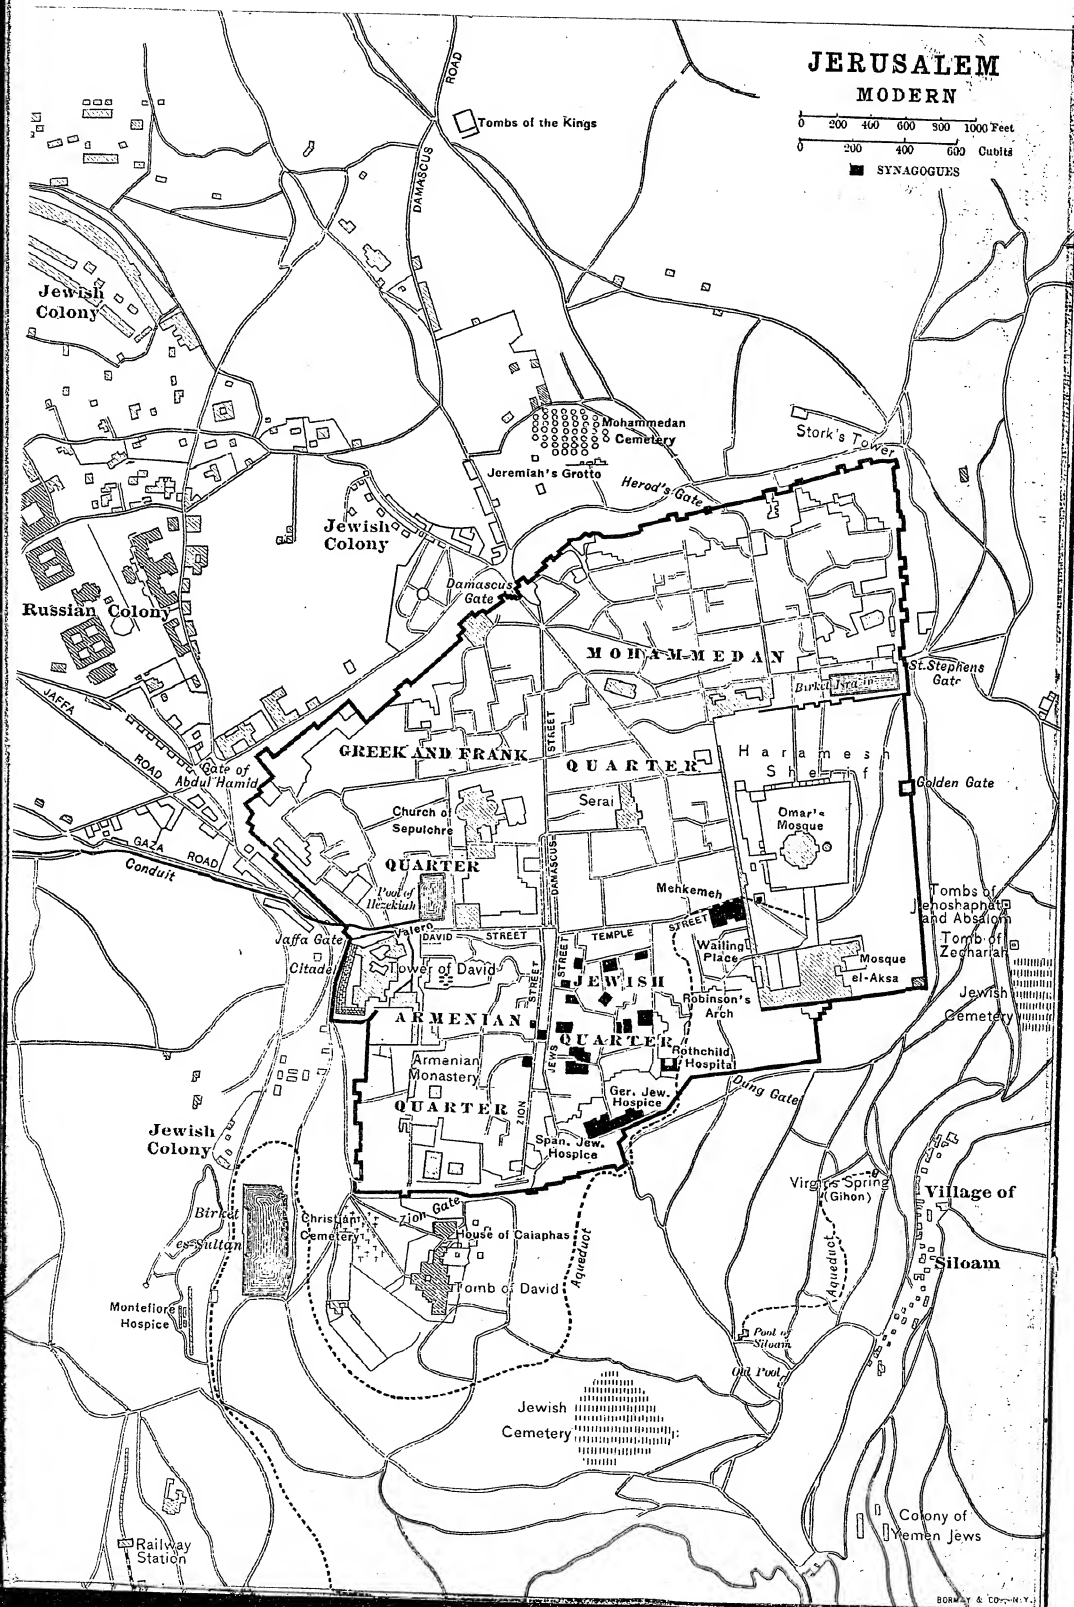 JERUSALEM
MODERN
0 200 400 600 800 1000 Feet
0 200 400 600 Cubits
SYNAGOGUES
ROAD
DAMASCUS
Tombs of the Kings
Jewish
Colony
Mohammedan
Cemetery
Stork's Tower
Jeremiah's Grotto
Herod's Gate
Jewish
Colony
Damascus
Gate
Russian Colony
MOHAMMEDAN
St. Stephens
Gate
Birket Israin
JAFFA
ROAD
STREET
GREEK AND FRANK
QUARTER
Haram esh
Sherif
Gate of
Abdul Hamid
Golden Gate
Church of
Sepulchre
Serai
Omar's
Mosque
GAZA ROAD
Conduit
QUARTER
DAMASCUS
Pool of
Hezekiah
Mehkemeh
Tombs of
Jehoshaphat
and Absalom
Valero
DAVID STREET
TEMPLE STREET
Jaffa Gate
Wailing
Place
Tomb of
Zechariah
Citadel
Tower of David
STREET
STREET
JEWISH
Mosque
el-Aksa
Jewish
Cemetery
Robinson's
Arch
ARMENIAN
QUARTER
Armenian
Monastery
JEWS
Rothchild
Hospital
Dung Gate
QUARTER
ZION
Ger. Jew.
Hospice
Span. Jew.
Hospice
Jewish
Colony
Virgin's Spring
(Gihon)
Village of
Siloam
Birket
es-Sultan
Christian
Cemetery
Zion Gate
House of Caiaphas
Aqueduct
Aqueduct
Tomb of David
Montefiore
Hospice
Pool of
Siloam
Old Pool
Jewish
Cemetery
Colony of
Yemen Jews
Railway
Station
BORMAY & CO., N.Y.